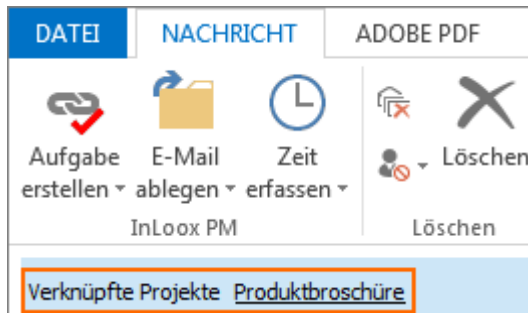 DATEI NACHRICHT ADOBE PDF
Aufgabe E-Mail Zeit Löschen
erstellen ablegen erfassen
InLoox PM Löschen
Verknüpfte Projekte Produktbroschüre